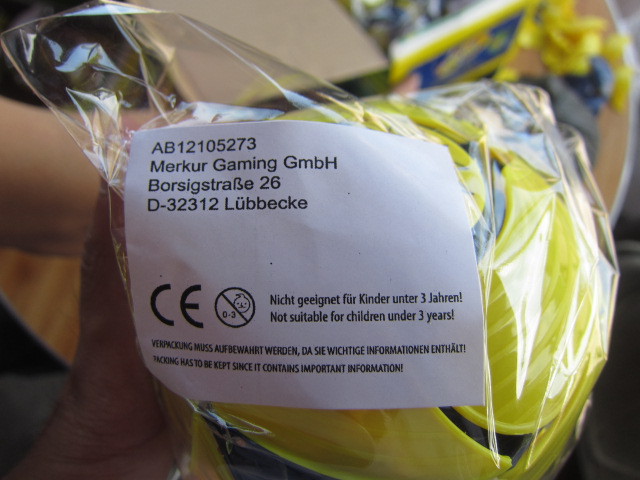 AB12105273
Merkur Gaming GmbH
Borsigstraße 26
D-32312 Lübbecke
CE
0-3
Nicht geeignet für Kinder unter 3 Jahren!
Not suitable for children under 3 years!
VERPACKUNG MUSS AUFBEWAHRT WERDEN, DA SIE WICHTIGE INFORMATIONEN ENTHÄLT!
PACKING HAS TO BE KEPT SINCE IT CONTAINS IMPORTANT INFORMATION!